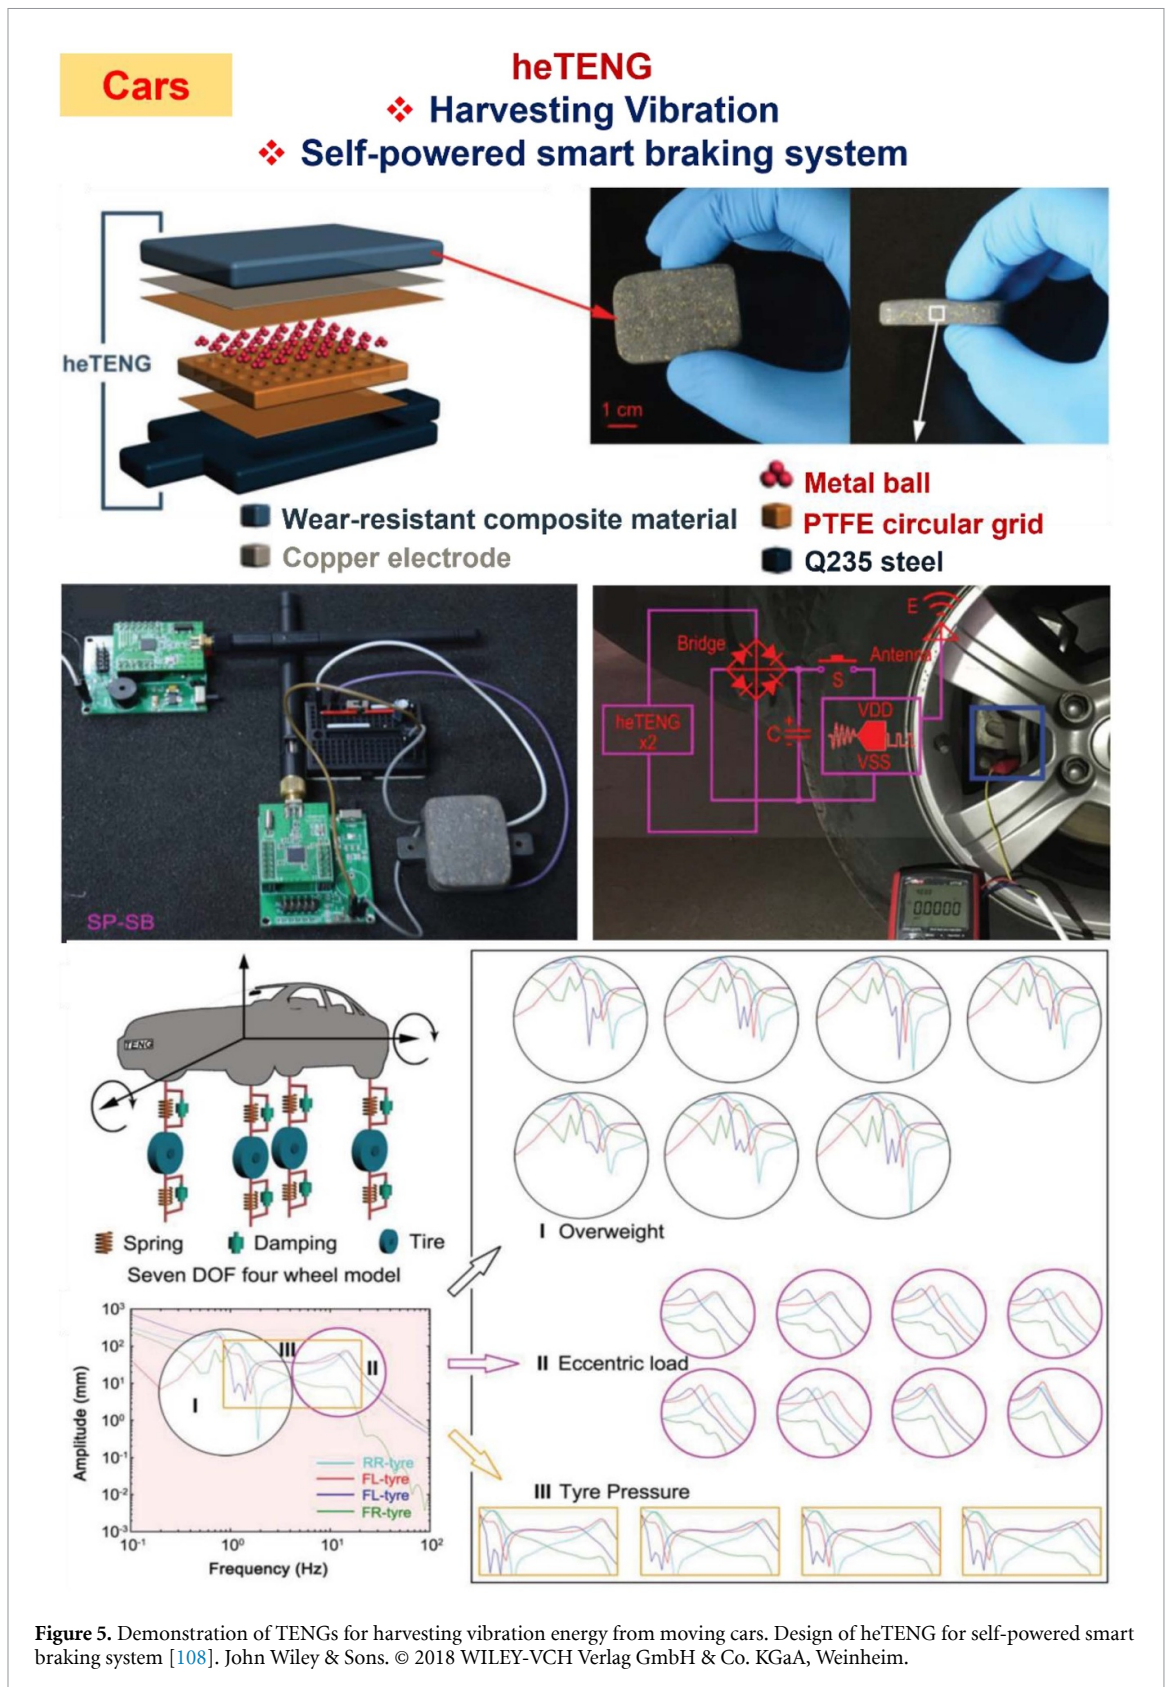 Cars
heTENG
❖ Harvesting Vibration
❖ Self-powered smart braking system
heTENG
1 cm
Metal ball
Wear-resistant composite material
PTFE circular grid
Copper electrode
Q235 steel
SP-SB
Bridge
E
Antenna
S
heTENG
x2
C
+
-
VDD
VSS
0.0000
TENG
Spring
Damping
Tire
Seven DOF four wheel model
I Overweight
II Eccentric load
III Tyre Pressure
Amplitude (mm)
10³
10²
10¹
10⁰
10⁻¹
10⁻²
10⁻³
I
III
II
RR-tyre
FL-tyre
FL-tyre
FR-tyre
10⁻¹
10⁰
10¹
10²
Frequency (Hz)
Figure 5. Demonstration of TENGs for harvesting vibration energy from moving cars. Design of heTENG for self-powered smart
braking system [108]. John Wiley & Sons. © 2018 WILEY-VCH Verlag GmbH & Co. KGaA, Weinheim.